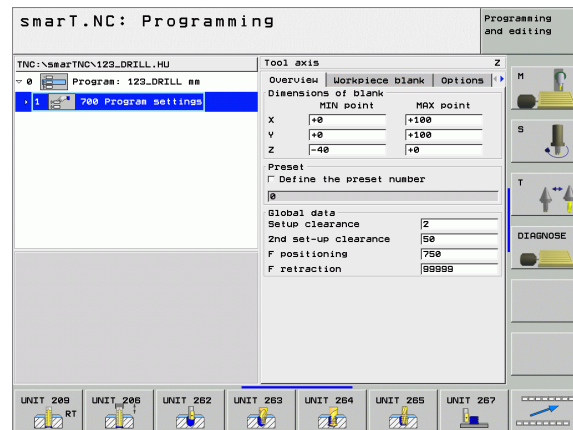 smarT.NC: Programming
Programming and editing
TNC:\smarTNC\123_DRILL.HU
0 Program: 123_DRILL mm
1 700 Program settings
Tool axis Z
Overview Workpiece blank Options
Dimensions of blank
MIN point MAX point
X +0 +100
Y +0 +100
Z -40 +0
Preset
Define the preset number
0
Global data
Setup clearance 2
2nd set-up clearance 50
F positioning 750
F retraction 99999
M
S
T
DIAGNOSE
UNIT 209 RT
UNIT 206
UNIT 262
UNIT 263
UNIT 264
UNIT 265
UNIT 267